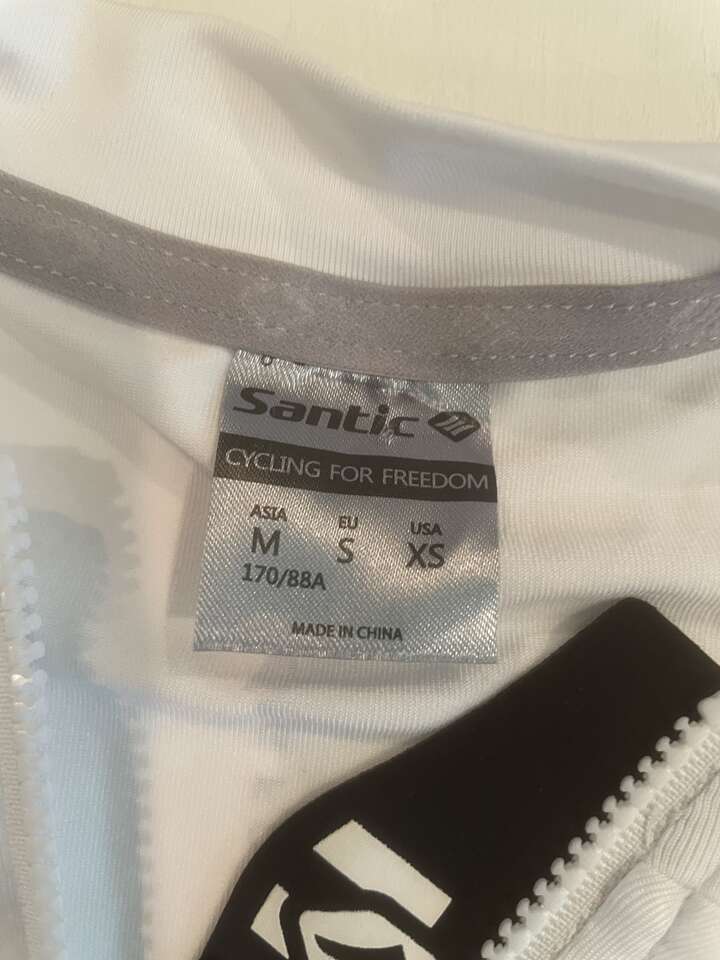 Santic
CYCLING FOR FREEDOM
ASIA EU USA
M S XS
170/88A
MADE IN CHINA